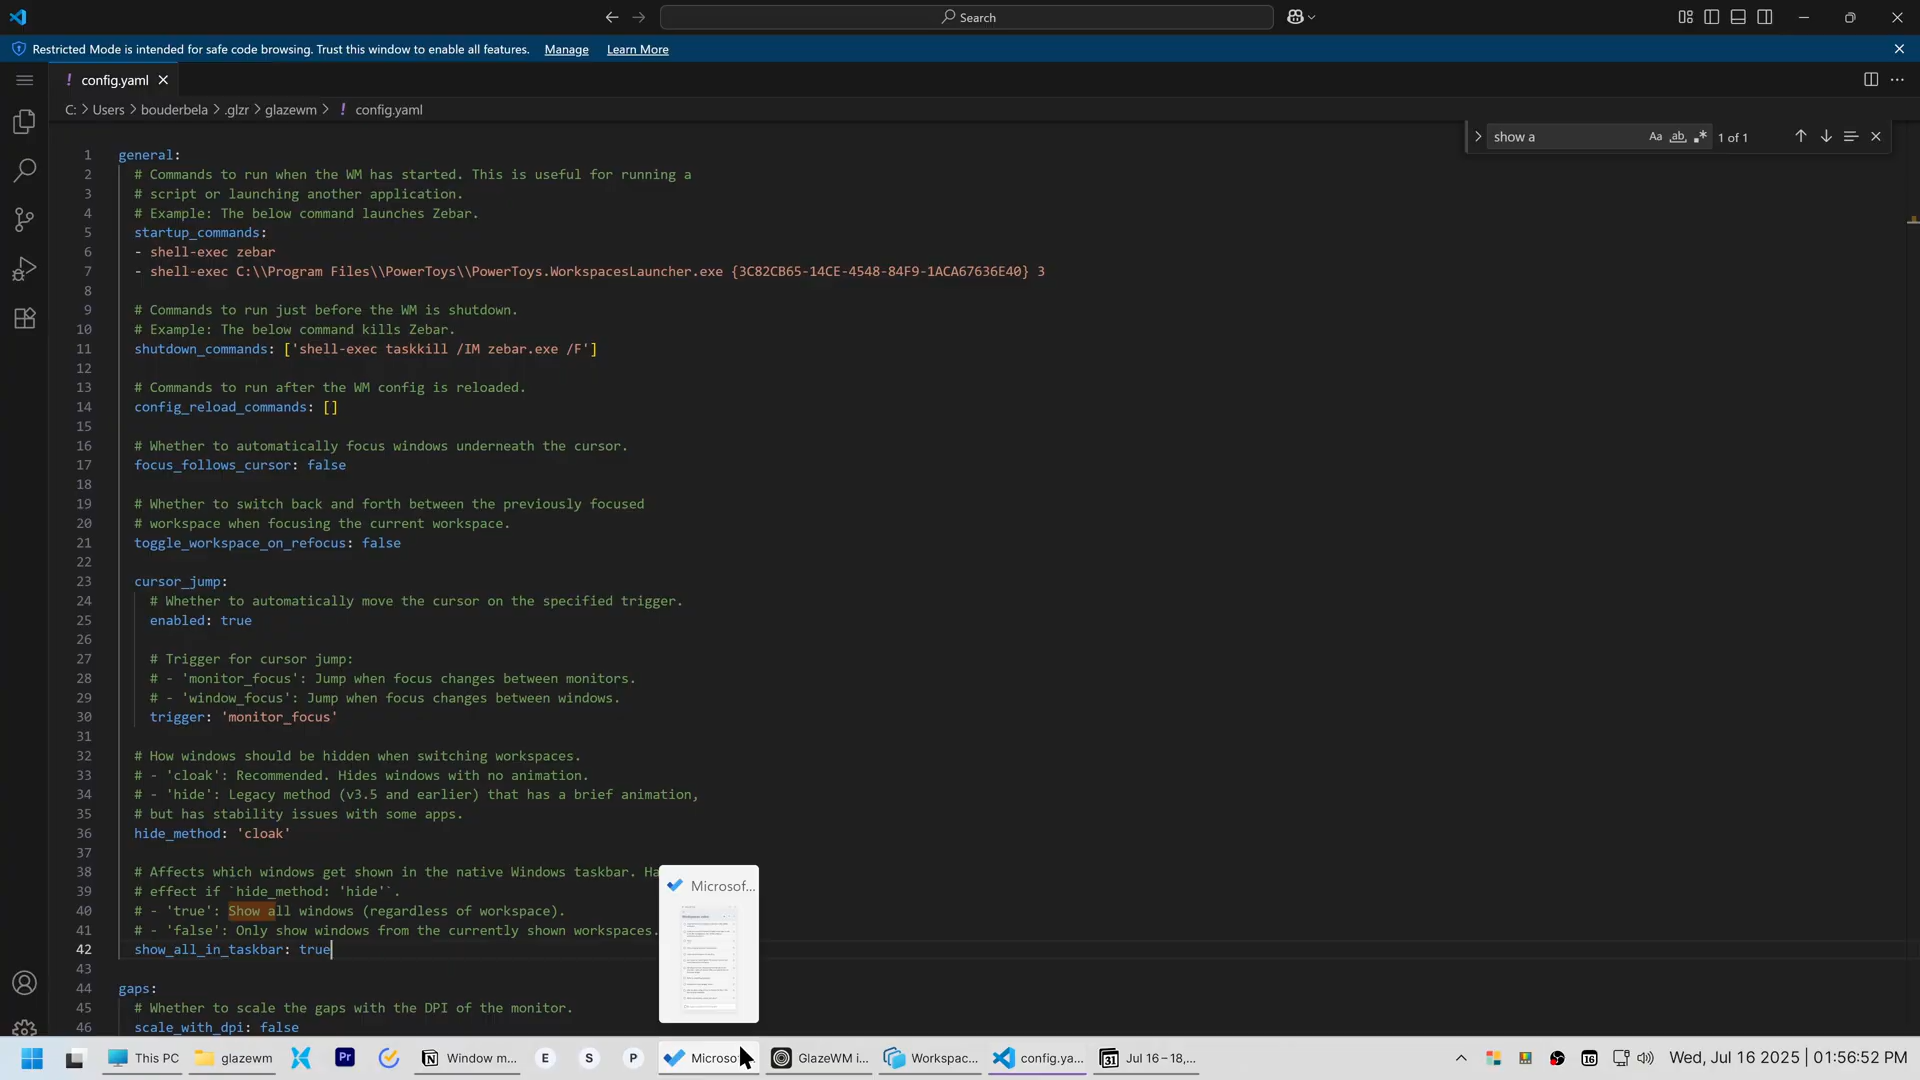 Search
Restricted Mode is intended for safe code browsing. Trust this window to enable all features. Manage Learn More
! config.yaml
C: > Users > bouderbela > .glzr > glazewm > ! config.yaml
show a Aa ab .* 1 of 1
1 general:
2 # Commands to run when the WM has started. This is useful for running a
3 # script or launching another application.
4 # Example: The below command launches Zebar.
5 startup_commands:
6 - shell-exec zebar
7 - shell-exec C:\\Program Files\\PowerToys\\PowerToys.WorkspacesLauncher.exe {3C82CB65-14CE-4548-84F9-1ACA67636E40} 3
8
9 # Commands to run just before the WM is shutdown.
10 # Example: The below command kills Zebar.
11 shutdown_commands: ['shell-exec taskkill /IM zebar.exe /F']
12
13 # Commands to run after the WM config is reloaded.
14 config_reload_commands: []
15
16 # Whether to automatically focus windows underneath the cursor.
17 focus_follows_cursor: false
18
19 # Whether to switch back and forth between the previously focused
20 # workspace when focusing the current workspace.
21 toggle_workspace_on_refocus: false
22
23 cursor_jump:
24 # Whether to automatically move the cursor on the specified trigger.
25 enabled: true
26
27 # Trigger for cursor jump:
28 # - 'monitor_focus': Jump when focus changes between monitors.
29 # - 'window_focus': Jump when focus changes between windows.
30 trigger: 'monitor_focus'
31
32 # How windows should be hidden when switching workspaces.
33 # - 'cloak': Recommended. Hides windows with no animation.
34 # - 'hide': Legacy method (v3.5 and earlier) that has a brief animation,
35 # but has stability issues with some apps.
36 hide_method: 'cloak'
37
38 # Affects which windows get shown in the native Windows taskbar. Ha
39 # effect if `hide_method: 'hide'`.
40 # - 'true': Show all windows (regardless of workspace).
41 # - 'false': Only show windows from the currently shown workspaces.
42 show_all_in_taskbar: true
43
44 gaps:
45 # Whether to scale the gaps with the DPI of the monitor.
46 scale_with_dpi: false
Microsof...
This PC glazewm Pr Window m... E S P Microso GlazeWM i... Workspac... config.ya... 31 Jul 16–18,... 16 Wed, Jul 16 2025 | 01:56:52 PM